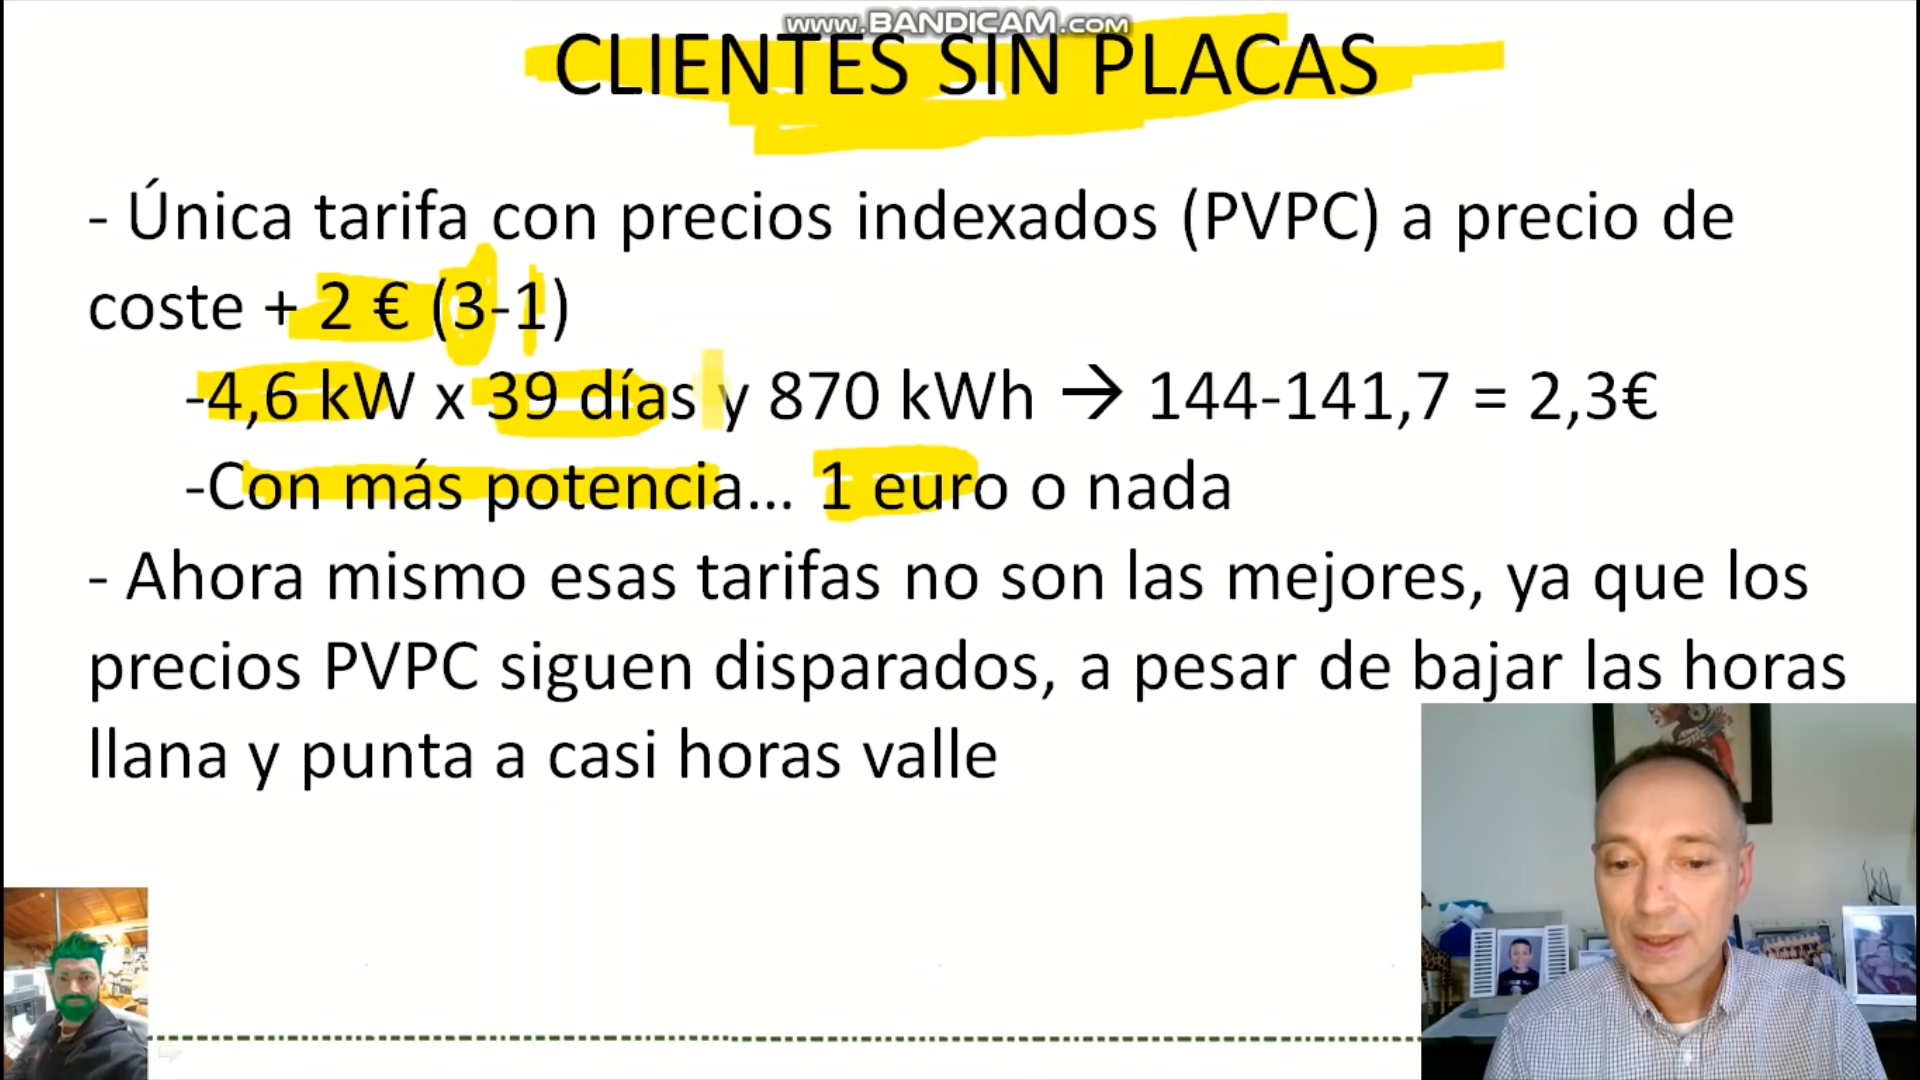 www.BANDICAM.com
CLIENTES SIN PLACAS
- Única tarifa con precios indexados (PVPC) a precio de
coste + 2 € (3-1)
-4,6 kW x 39 días y 870 kWh → 144-141,7 = 2,3€
-Con más potencia... 1 euro o nada
- Ahora mismo esas tarifas no son las mejores, ya que los
precios PVPC siguen disparados, a pesar de bajar las horas
llana y punta a casi horas valle